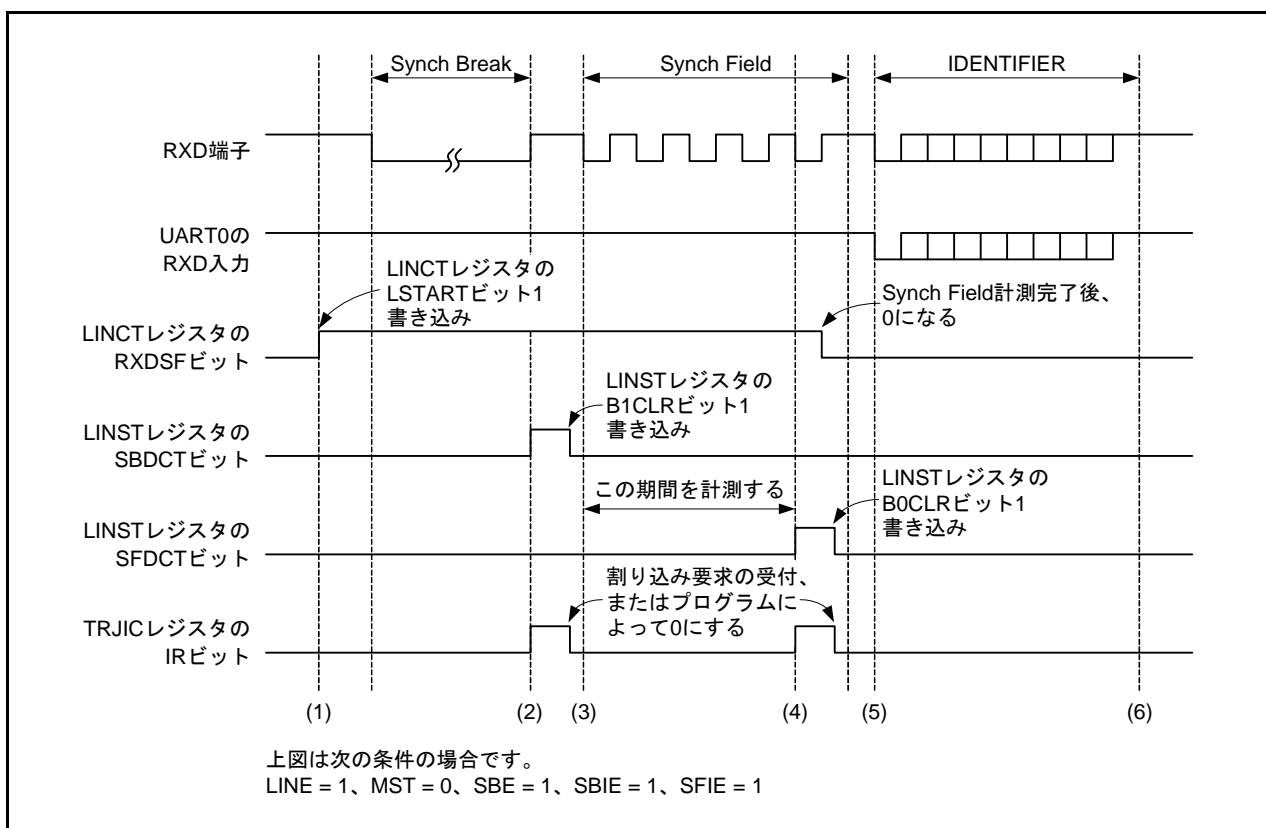 Synch Break
Synch Field
IDENTIFIER
RXD端子
UART0の
RXD入力
LINCTレジスタの
LSTARTビット1
書き込み
Synch Field計測完了後、
0になる
LINCTレジスタの
RXDSFビット
LINSTレジスタの
B1CLRビット1
書き込み
LINSTレジスタの
SBDCTビット
この期間を計測する
LINSTレジスタの
B0CLRビット1
書き込み
LINSTレジスタの
SFDCTビット
割り込み要求の受付、
またはプログラムに
よって0にする
TRJICレジスタの
IRビット
(1)
(2)
(3)
(4)
(5)
(6)
上図は次の条件の場合です。
LINE = 1、MST = 0、SBE = 1、SBIE = 1、SFIE = 1